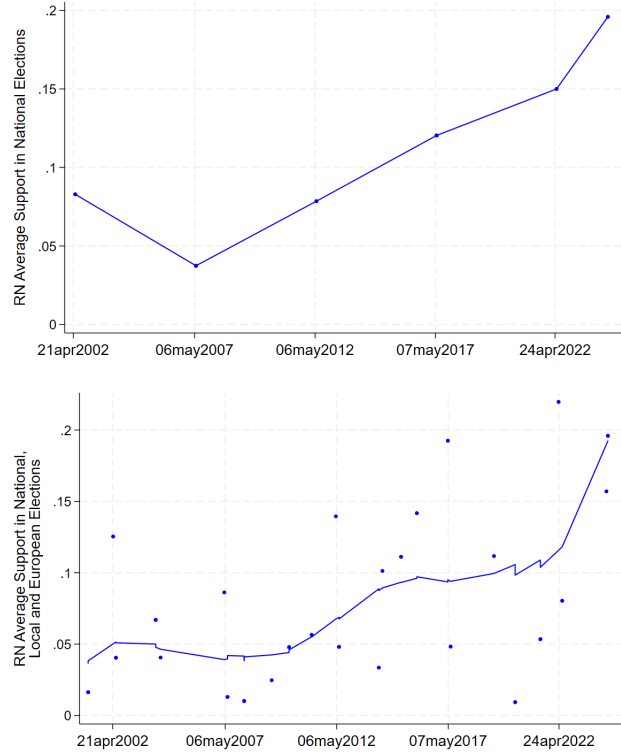 RN Average Support in National Elections
.2
.15
.1
.05
0
21apr2002 06may2007 06may2012 07may2017 24apr2022
RN Average Support in National,
Local and European Elections
.2
.15
.1
.05
0
21apr2002 06may2007 06may2012 07may2017 24apr2022